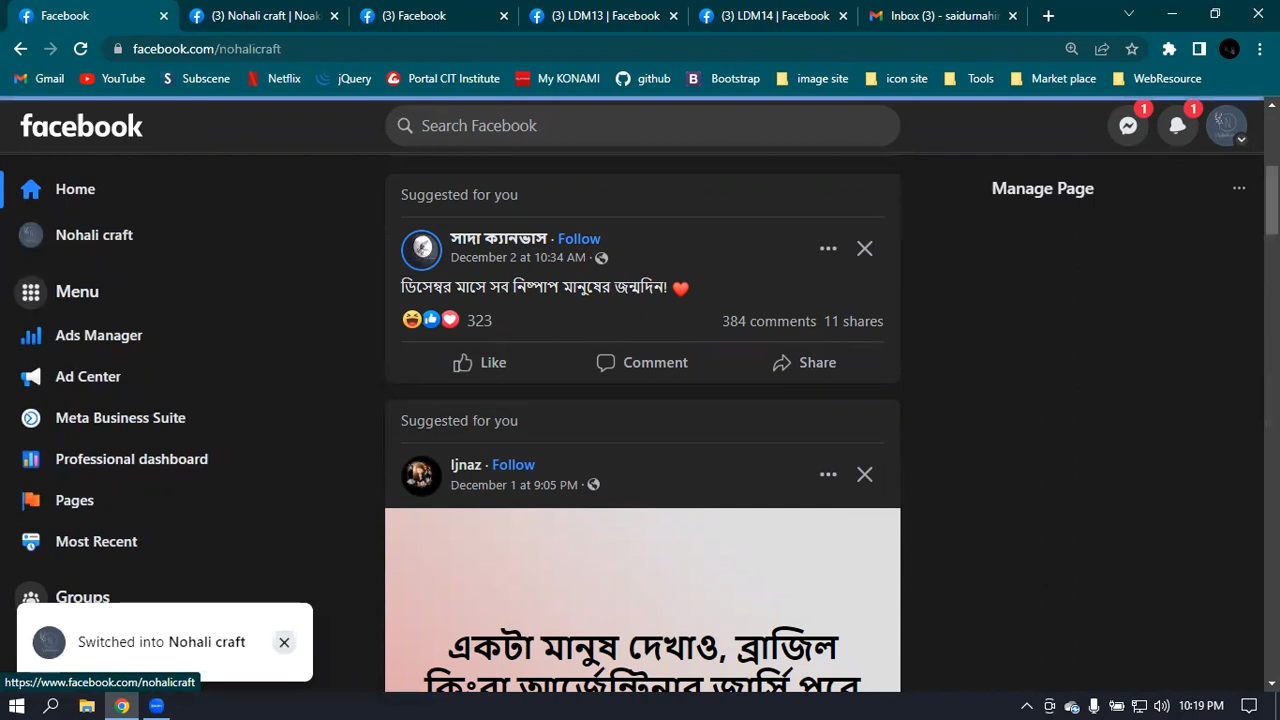 Facebook
(3) Nohali craft | Noak
(3) Facebook
(3) LDM13 | Facebook
(3) LDM14 | Facebook
Inbox (3) - saidurnahir
facebook.com/nohalicraft
Gmail
YouTube
Subscene
Netflix
jQuery
Portal CIT Institute
My KONAMI
github
Bootstrap
image site
icon site
Tools
Market place
WebResource
facebook
Search Facebook
1
1
Home
Nohali craft
Menu
Ads Manager
Ad Center
Meta Business Suite
Professional dashboard
Pages
Most Recent
Groups
Suggested for you
সাদা ক্যানভাস · Follow
December 2 at 10:34 AM ·
ডিসেম্বর মাসে সব নিষ্পাপ মানুষের জন্মদিন! ❤️
323
384 comments 11 shares
Like
Comment
Share
Suggested for you
Ijnaz · Follow
December 1 at 9:05 PM ·
একটা মানুষ দেখাও, ব্রাজিল
কিংবা আর্জেন্টিনার জার্সি পরে
Manage Page
Switched into Nohali craft
https://www.facebook.com/nohalicraft
10:19 PM